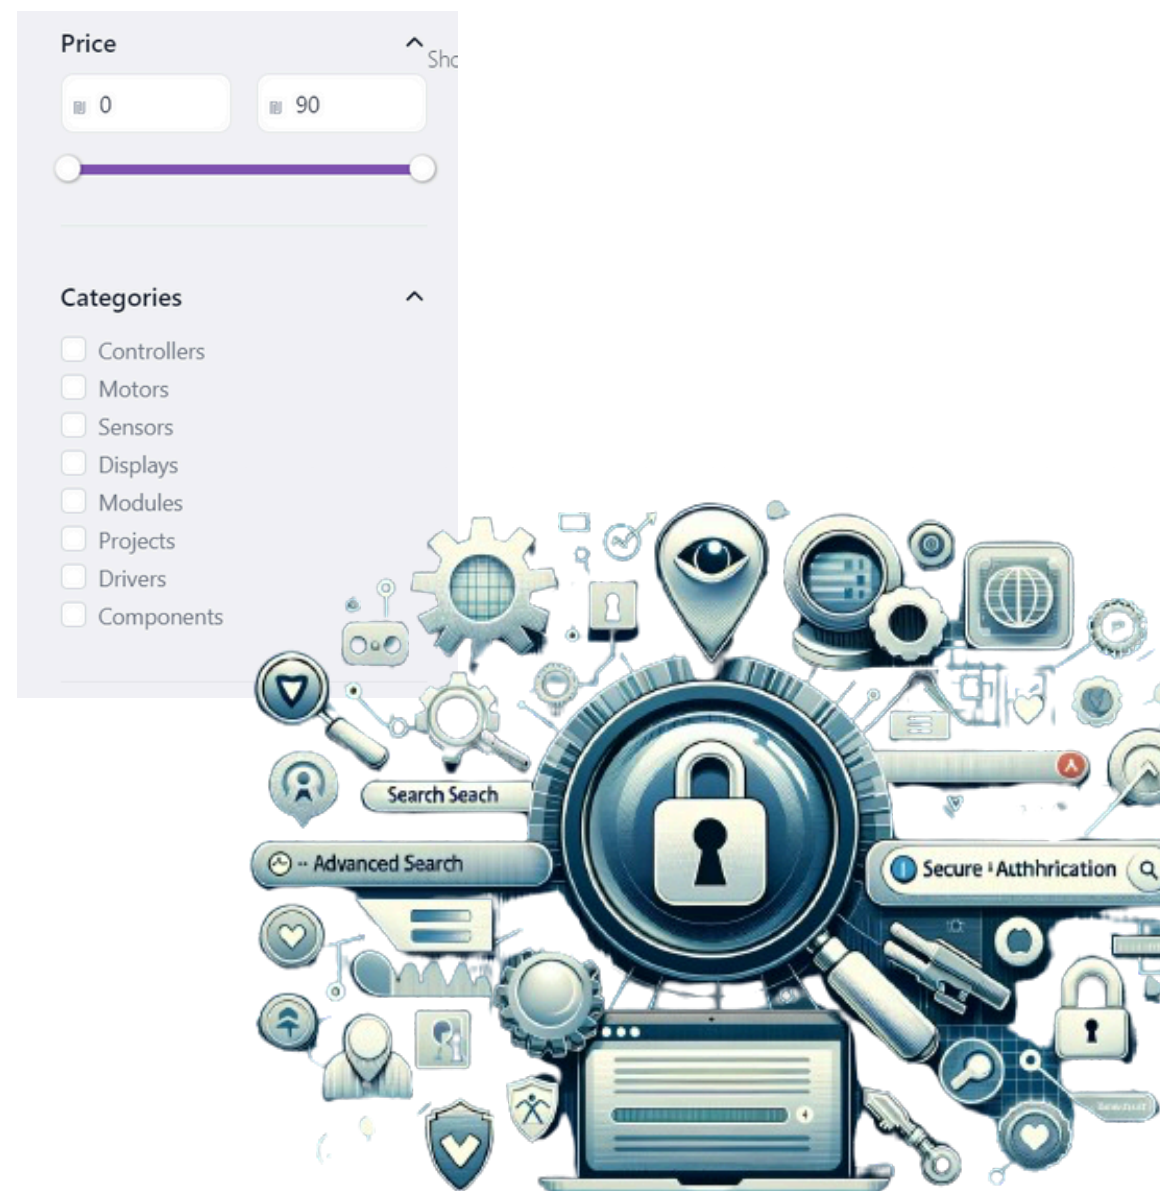 Price
Sho
₪ 0
₪ 90
Categories
Controllers
Motors
Sensors
Displays
Modules
Projects
Drivers
Components
Search Seach
Advanced Search
Secure Authhrication